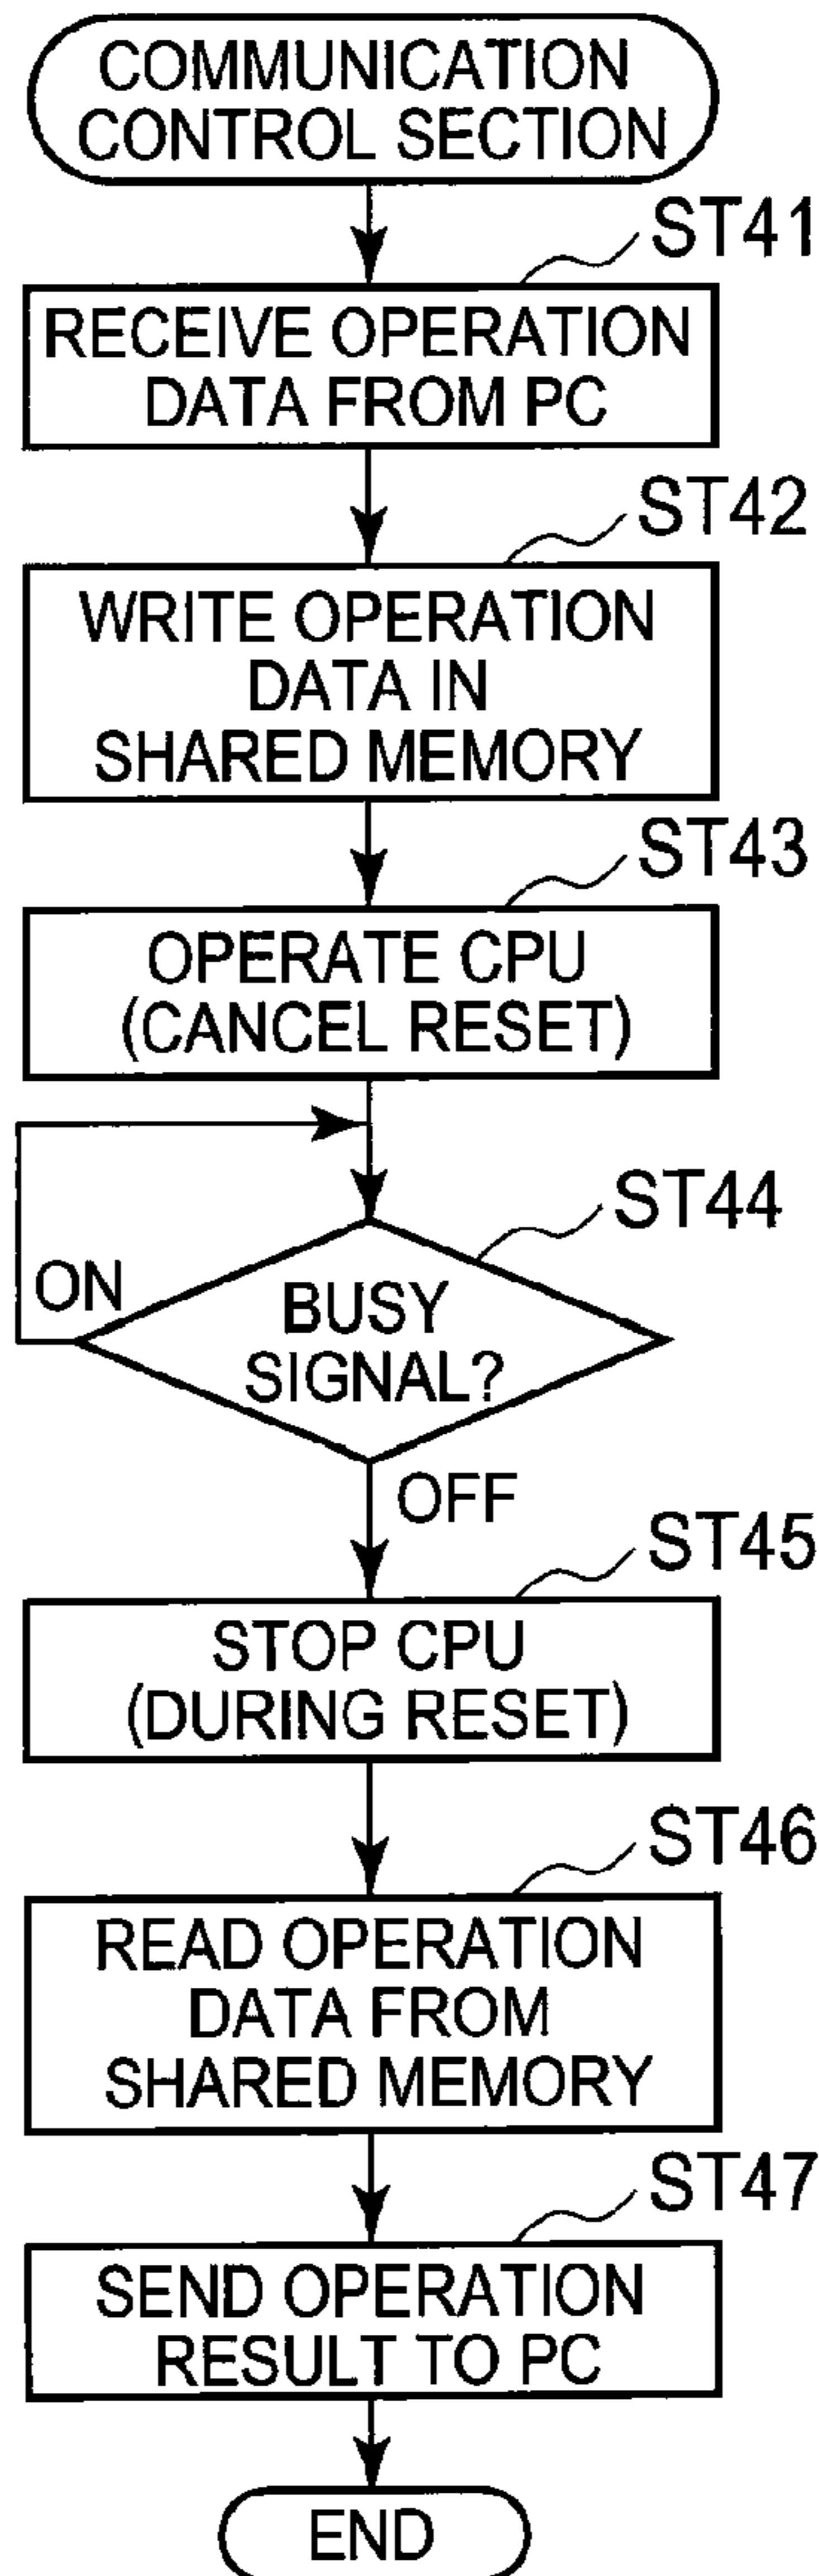 COMMUNICATION
CONTROL SECTION
ST41
RECEIVE OPERATION
DATA FROM PC
ST42
WRITE OPERATION
DATA IN
SHARED MEMORY
ST43
OPERATE CPU
(CANCEL RESET)
ST44
ON
BUSY
SIGNAL?
OFF
ST45
STOP CPU
(DURING RESET)
ST46
READ OPERATION
DATA FROM
SHARED MEMORY
ST47
SEND OPERATION
RESULT TO PC
END